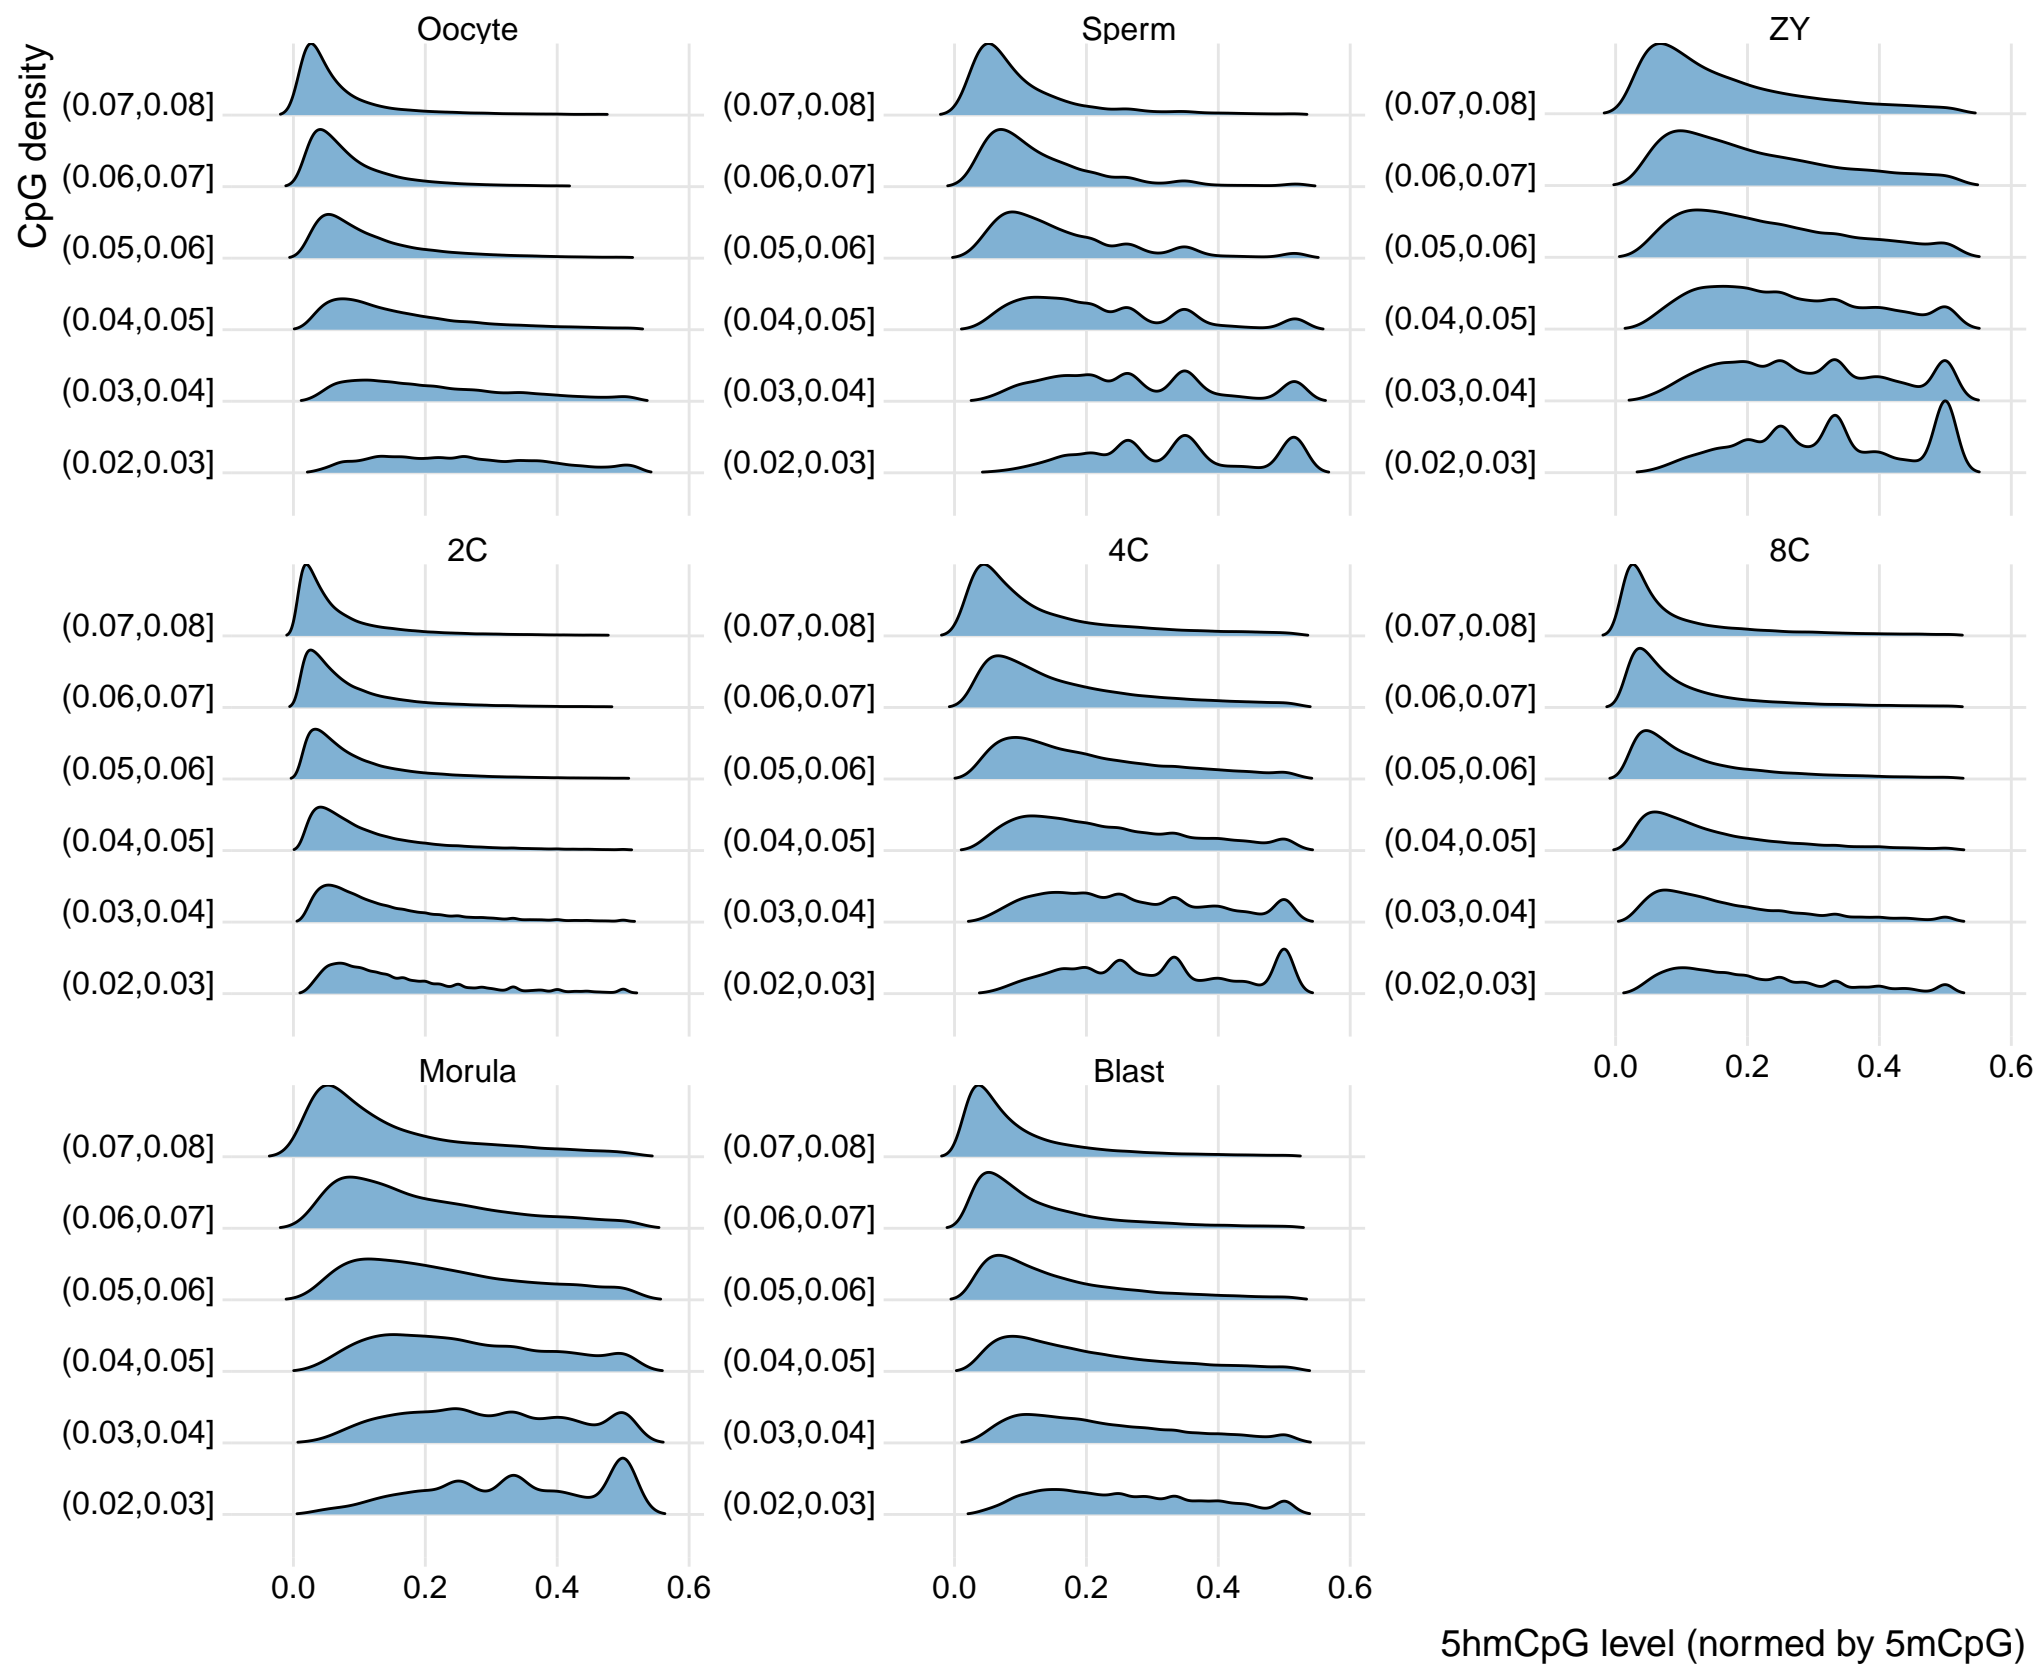 Oocyte Sperm ZY
CpG density
(0.07,0.08] (0.07,0.08] (0.07,0.08]
(0.06,0.07] (0.06,0.07] (0.06,0.07]
(0.05,0.06] (0.05,0.06] (0.05,0.06]
(0.04,0.05] (0.04,0.05] (0.04,0.05]
(0.03,0.04] (0.03,0.04] (0.03,0.04]
(0.02,0.03] (0.02,0.03] (0.02,0.03]
2C 4C 8C
(0.07,0.08] (0.07,0.08] (0.07,0.08]
(0.06,0.07] (0.06,0.07] (0.06,0.07]
(0.05,0.06] (0.05,0.06] (0.05,0.06]
(0.04,0.05] (0.04,0.05] (0.04,0.05]
(0.03,0.04] (0.03,0.04] (0.03,0.04]
(0.02,0.03] (0.02,0.03] (0.02,0.03]
0.0 0.2 0.4 0.6
Morula Blast
(0.07,0.08] (0.07,0.08]
(0.06,0.07] (0.06,0.07]
(0.05,0.06] (0.05,0.06]
(0.04,0.05] (0.04,0.05]
(0.03,0.04] (0.03,0.04]
(0.02,0.03] (0.02,0.03]
0.0 0.2 0.4 0.6 0.0 0.2 0.4 0.6
5hmCpG level (normed by 5mCpG)